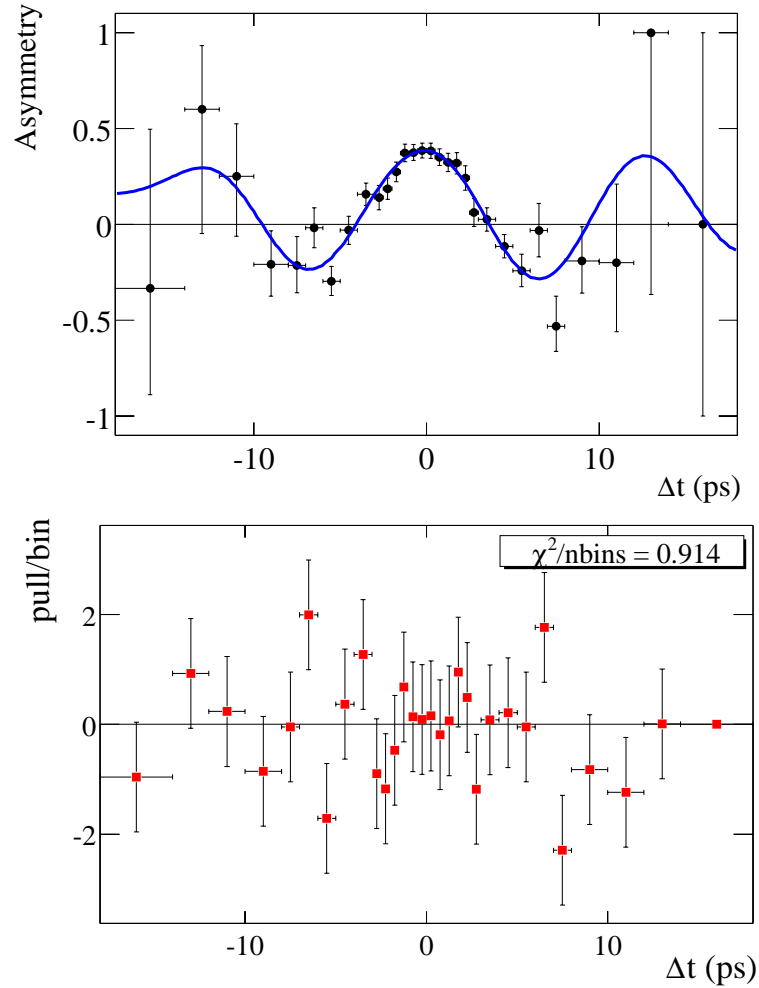 Asymmetry
1
0.5
0
-0.5
-1
-10
0
10
Δt (ps)
pull/bin
χ²/nbins = 0.914
2
0
-2
-10
0
10
Δt (ps)